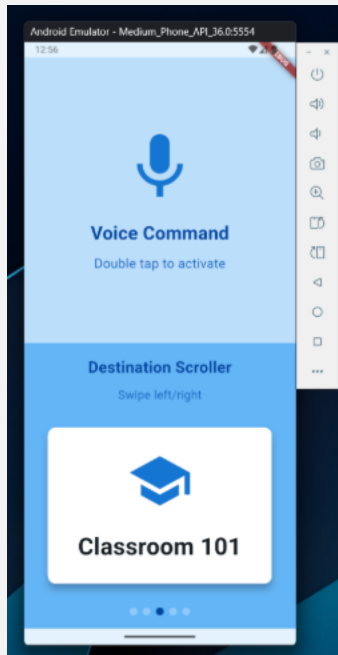 Android Emulator - Medium_Phone_API_36.0:5554
12:56
DEBUG
Voice Command
Double tap to activate
Destination Scroller
Swipe left/right
Classroom 101